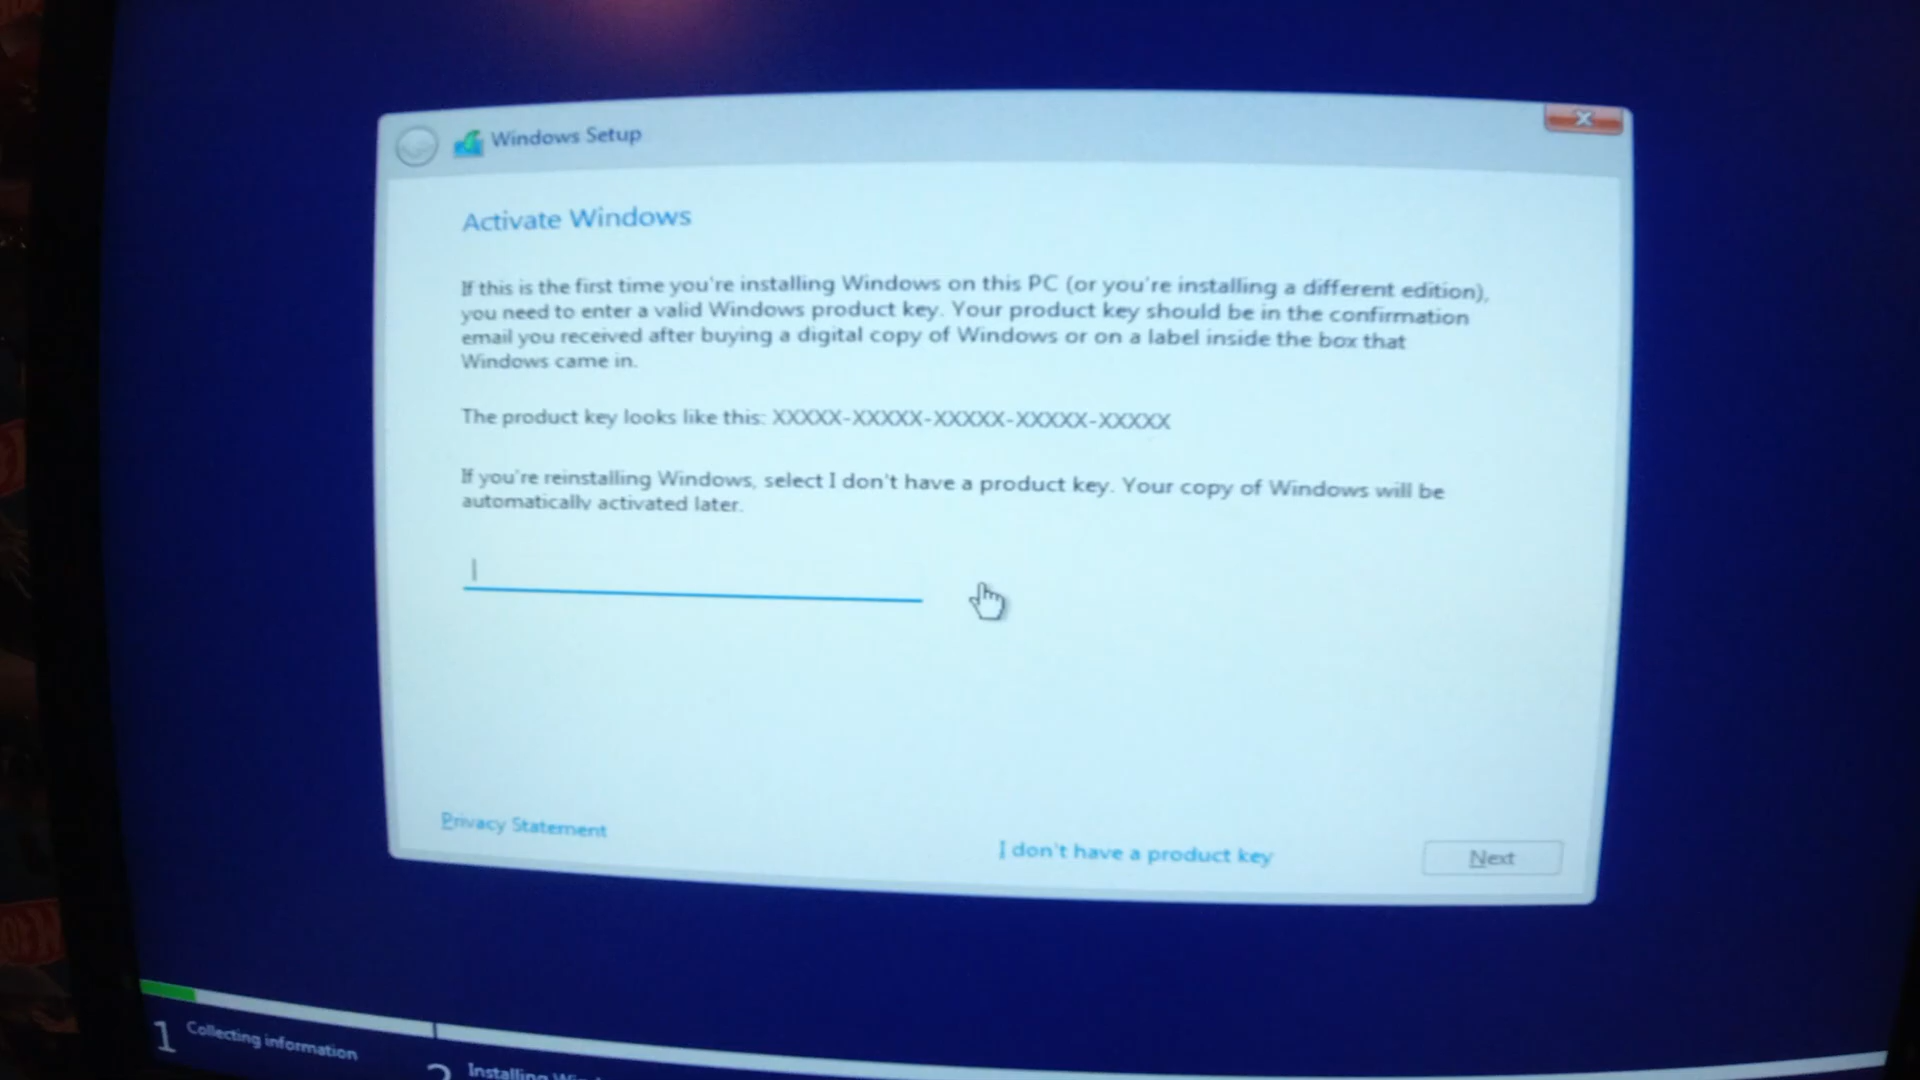 Windows Setup
Activate Windows
If this is the first time you're installing Windows on this PC (or you're installing a different edition),
you need to enter a valid Windows product key. Your product key should be in the confirmation
email you received after buying a digital copy of Windows or on a label inside the box that
Windows came in.
The product key looks like this: XXXXX-XXXXX-XXXXX-XXXXX-XXXXX
If you're reinstalling Windows, select I don't have a product key. Your copy of Windows will be
automatically activated later.
Privacy Statement
I don't have a product key
Next
1 Collecting information
2 Installing